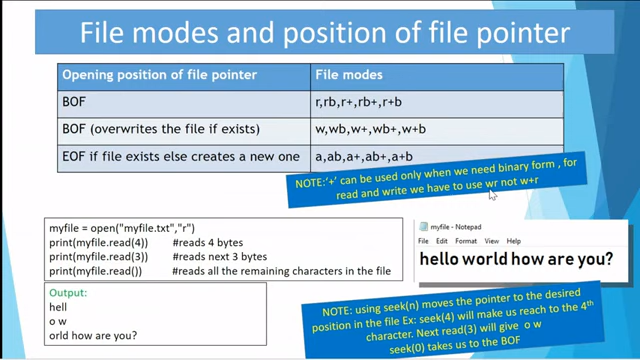 File modes and position of file pointer
Opening position of file pointer File modes
BOF r,rb,r+,rb+,r+b
BOF (overwrites the file if exists) w,wb,w+,wb+,w+b
EOF if file exists else creates a new one a,ab,a+,ab+,a+b
NOTE:'+' can be used only when we need binary form , for
read and write we have to use wr not w+r
myfile = open("myfile.txt","r")
print(myfile.read(4)) #reads 4 bytes
print(myfile.read(3)) #reads next 3 bytes
print(myfile.read()) #reads all the remaining characters in the file
myfile - Notepad
File Edit Format View Help
hello world how are you?
Output:
hell
o w
orld how are you?
NOTE: using seek(n) moves the pointer to the desired
position in the file Ex: seek(4) will make us reach to the 4th
character. Next read(3) will give o w
seek(0) takes us to the BOF